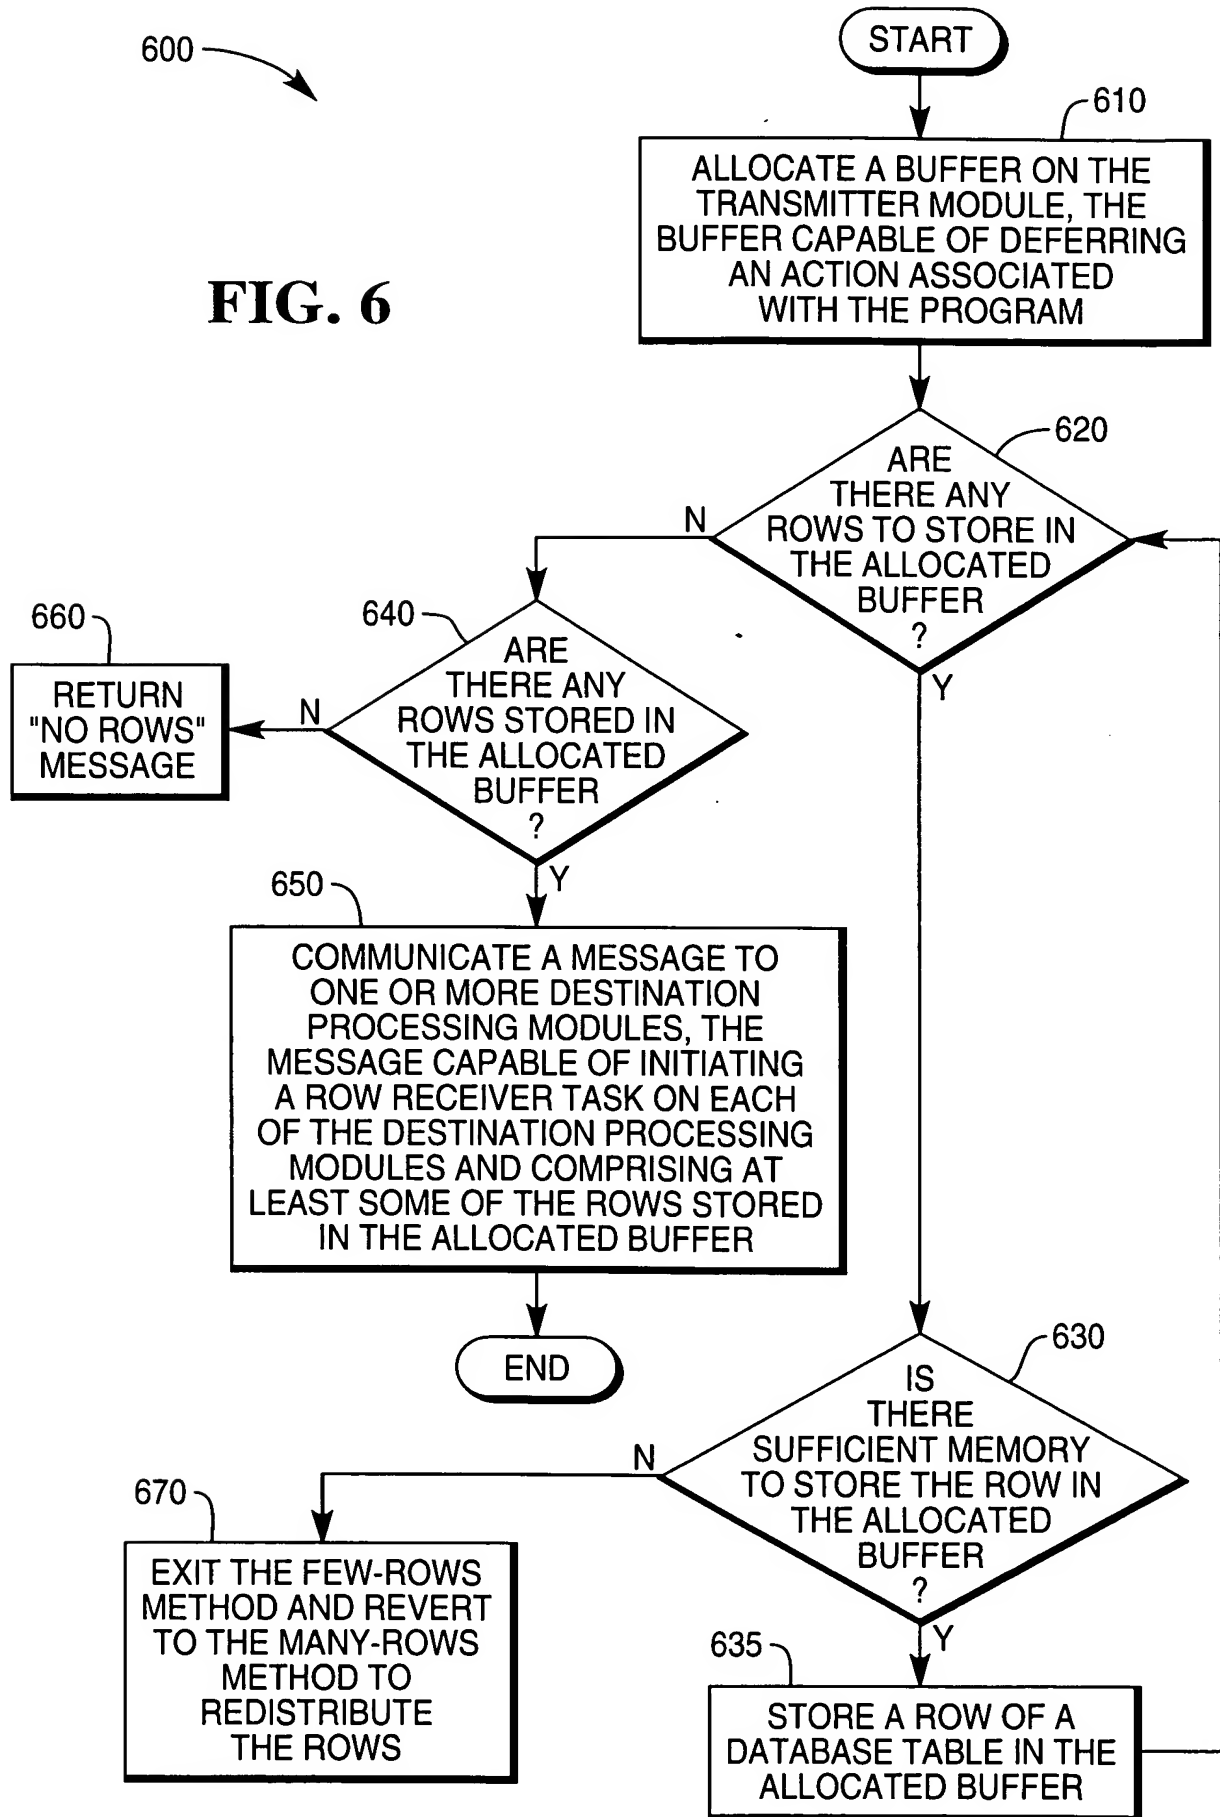 600
START
610
ALLOCATE A BUFFER ON THE
TRANSMITTER MODULE, THE
BUFFER CAPABLE OF DEFERRING
AN ACTION ASSOCIATED
WITH THE PROGRAM
FIG. 6
620
ARE
THERE ANY
ROWS TO STORE IN
THE ALLOCATED
BUFFER
?
N
Y
640
ARE
THERE ANY
ROWS STORED IN
THE ALLOCATED
BUFFER
?
N
Y
660
RETURN
"NO ROWS"
MESSAGE
650
COMMUNICATE A MESSAGE TO
ONE OR MORE DESTINATION
PROCESSING MODULES, THE
MESSAGE CAPABLE OF INITIATING
A ROW RECEIVER TASK ON EACH
OF THE DESTINATION PROCESSING
MODULES AND COMPRISING AT
LEAST SOME OF THE ROWS STORED
IN THE ALLOCATED BUFFER
END
630
IS
THERE
SUFFICIENT MEMORY
TO STORE THE ROW IN
THE ALLOCATED
BUFFER
?
N
Y
670
EXIT THE FEW-ROWS
METHOD AND REVERT
TO THE MANY-ROWS
METHOD TO
REDISTRIBUTE
THE ROWS
635
STORE A ROW OF A
DATABASE TABLE IN THE
ALLOCATED BUFFER